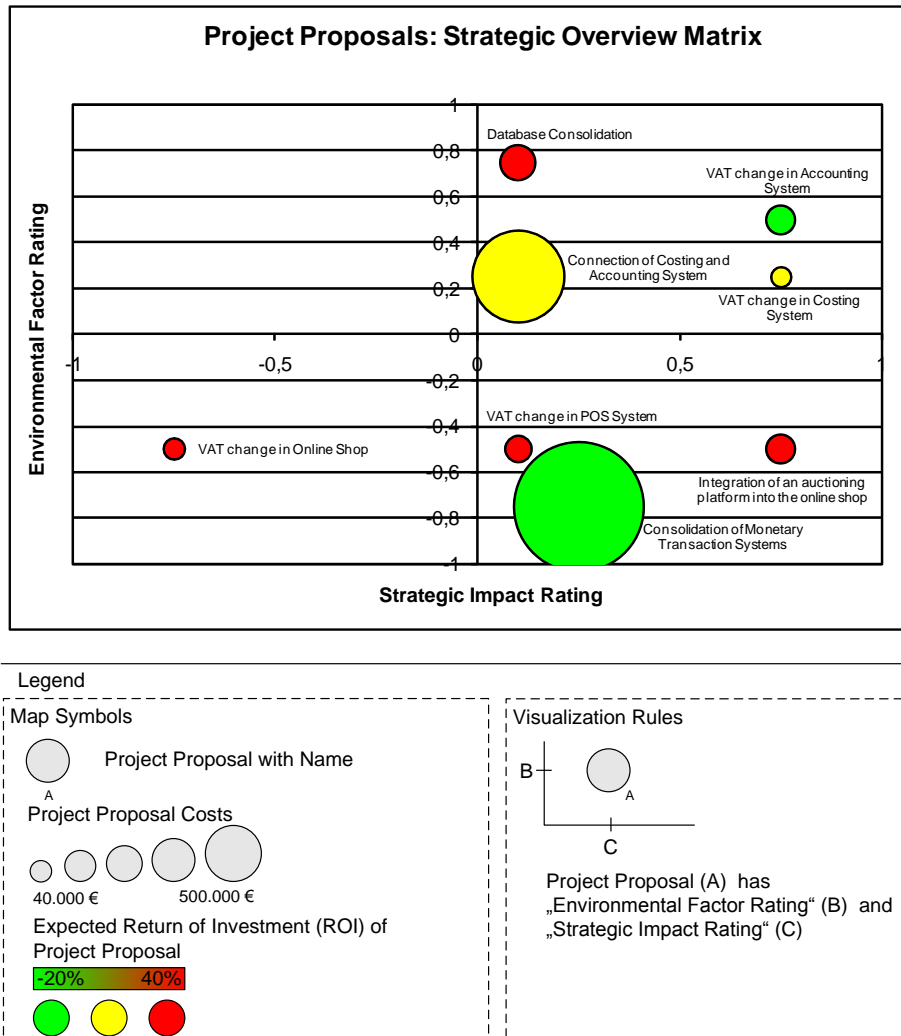 Project Proposals: Strategic Overview Matrix
1
Database Consolidation
0,8
VAT change in Accounting
System
0,6
0,4
Connection of Costing and
Accounting System
0,2
VAT change in Costing
System
0
-1
-0,5
0
0,5
1
-0,2
-0,4
VAT change in POS System
VAT change in Online Shop
-0,6
Integration of an auctioning
platform into the online shop
-0,8
Consolidation of Monetary
Transaction Systems
-1
Environmental Factor Rating
Strategic Impact Rating
Legend
Map Symbols
Project Proposal with Name
A
Project Proposal Costs
40.000 €
500.000 €
Expected Return of Investment (ROI) of
Project Proposal
-20%
40%
Visualization Rules
B
A
C
Project Proposal (A) has
„Environmental Factor Rating“ (B) and
„Strategic Impact Rating“ (C)